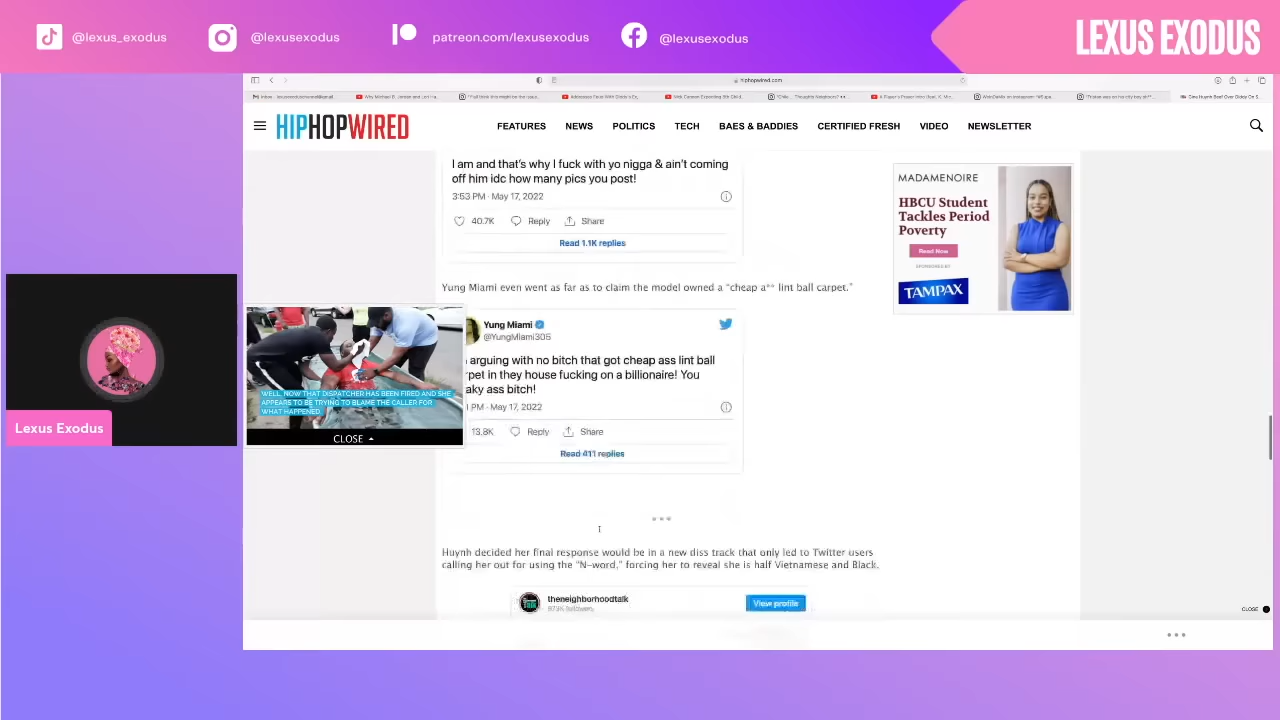 @lexus_exodus
@lexusexodus
patreon.com/lexusexodus
@lexusexodus
LEXUS EXODUS
hiphopwired.com
HIPHOPWIRED
FEATURES
NEWS
POLITICS
TECH
BAES & BADDIES
CERTIFIED FRESH
VIDEO
NEWSLETTER
I am and that's why I fuck with yo nigga & ain't coming
off him idc how many pics you post!
3:53 PM · May 17, 2022
40.7K
Reply
Share
Read 1.1K replies
MADAMENOIRE
HBCU Student
Tackles Period
Poverty
Read Now
SPONSORED BY
TAMPAX
Yung Miami even went as far as to claim the model owned a "cheap a** lint ball carpet."
Yung Miami
@YungMiami305
arguing with no bitch that got cheap ass lint ball
rpet in they house fucking on a billionaire! You
aky ass bitch!
PM · May 17, 2022
13.8K
Reply
Share
Read 411 replies
WELL, NOW THAT DISPATCHER HAS BEEN FIRED AND SHE
APPEARS TO BE TRYING TO BLAME THE CALLER FOR
WHAT HAPPENED.
CLOSE
Lexus Exodus
Huynh decided her final response would be in a new diss track that only led to Twitter users
calling her out for using the "N-word," forcing her to reveal she is half Vietnamese and Black.
theneighborhoodtalk
973K followers
View profile
CLOSE